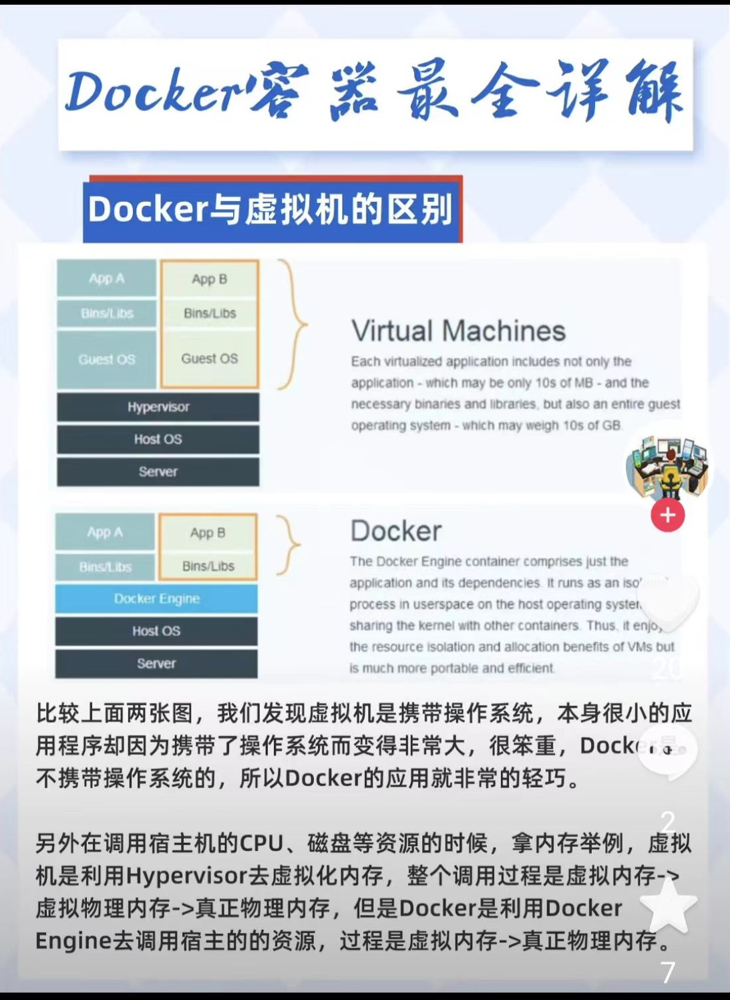 Docker容器最全详解
Docker与虚拟机的区别
App A
App B
Bins/Libs
Bins/Libs
Guest OS
Guest OS
Hypervisor
Host OS
Server
Virtual Machines
Each virtualized application includes not only the
application - which may be only 10s of MB - and the
necessary binaries and libraries, but also an entire guest
operating system - which may weigh 10s of GB.
App A
App B
Bins/Libs
Bins/Libs
Docker Engine
Host OS
Server
Docker
The Docker Engine container comprises just the
application and its dependencies. It runs as an
process in userspace on the host operating
sharing the kernel with other containers. Thus, it
the resource isolation and allocation benefits of VMs but
is much more portable and efficient.
20
比较上面两张图，我们发现虚拟机是携带操作系统，本身很小的应
用程序却因为携带了操作系统而变得非常大，很笨重，Docker是
不携带操作系统的，所以Docker的应用就非常的轻巧。
2
另外在调用宿主机的CPU、磁盘等资源的时候，拿内存举例，虚拟
机是利用Hypervisor去虚拟化内存，整个调用过程是虚拟内存->
虚拟物理内存->真正物理内存，但是Docker是利用Docker
Engine去调用宿主的的资源，过程是虚拟内存->真正物理内存。
7